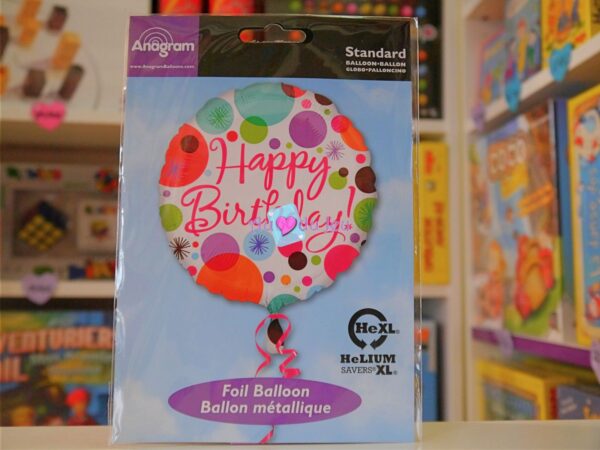 Anagram
www.AnagramBalloons.com
Standard
BALLOON • BALLON
GLOBO • PALLONCINO
Happy
Birthday!
HeXL®
HeLIUM
SAVERS® XL®
Foil Balloon
Ballon métallique